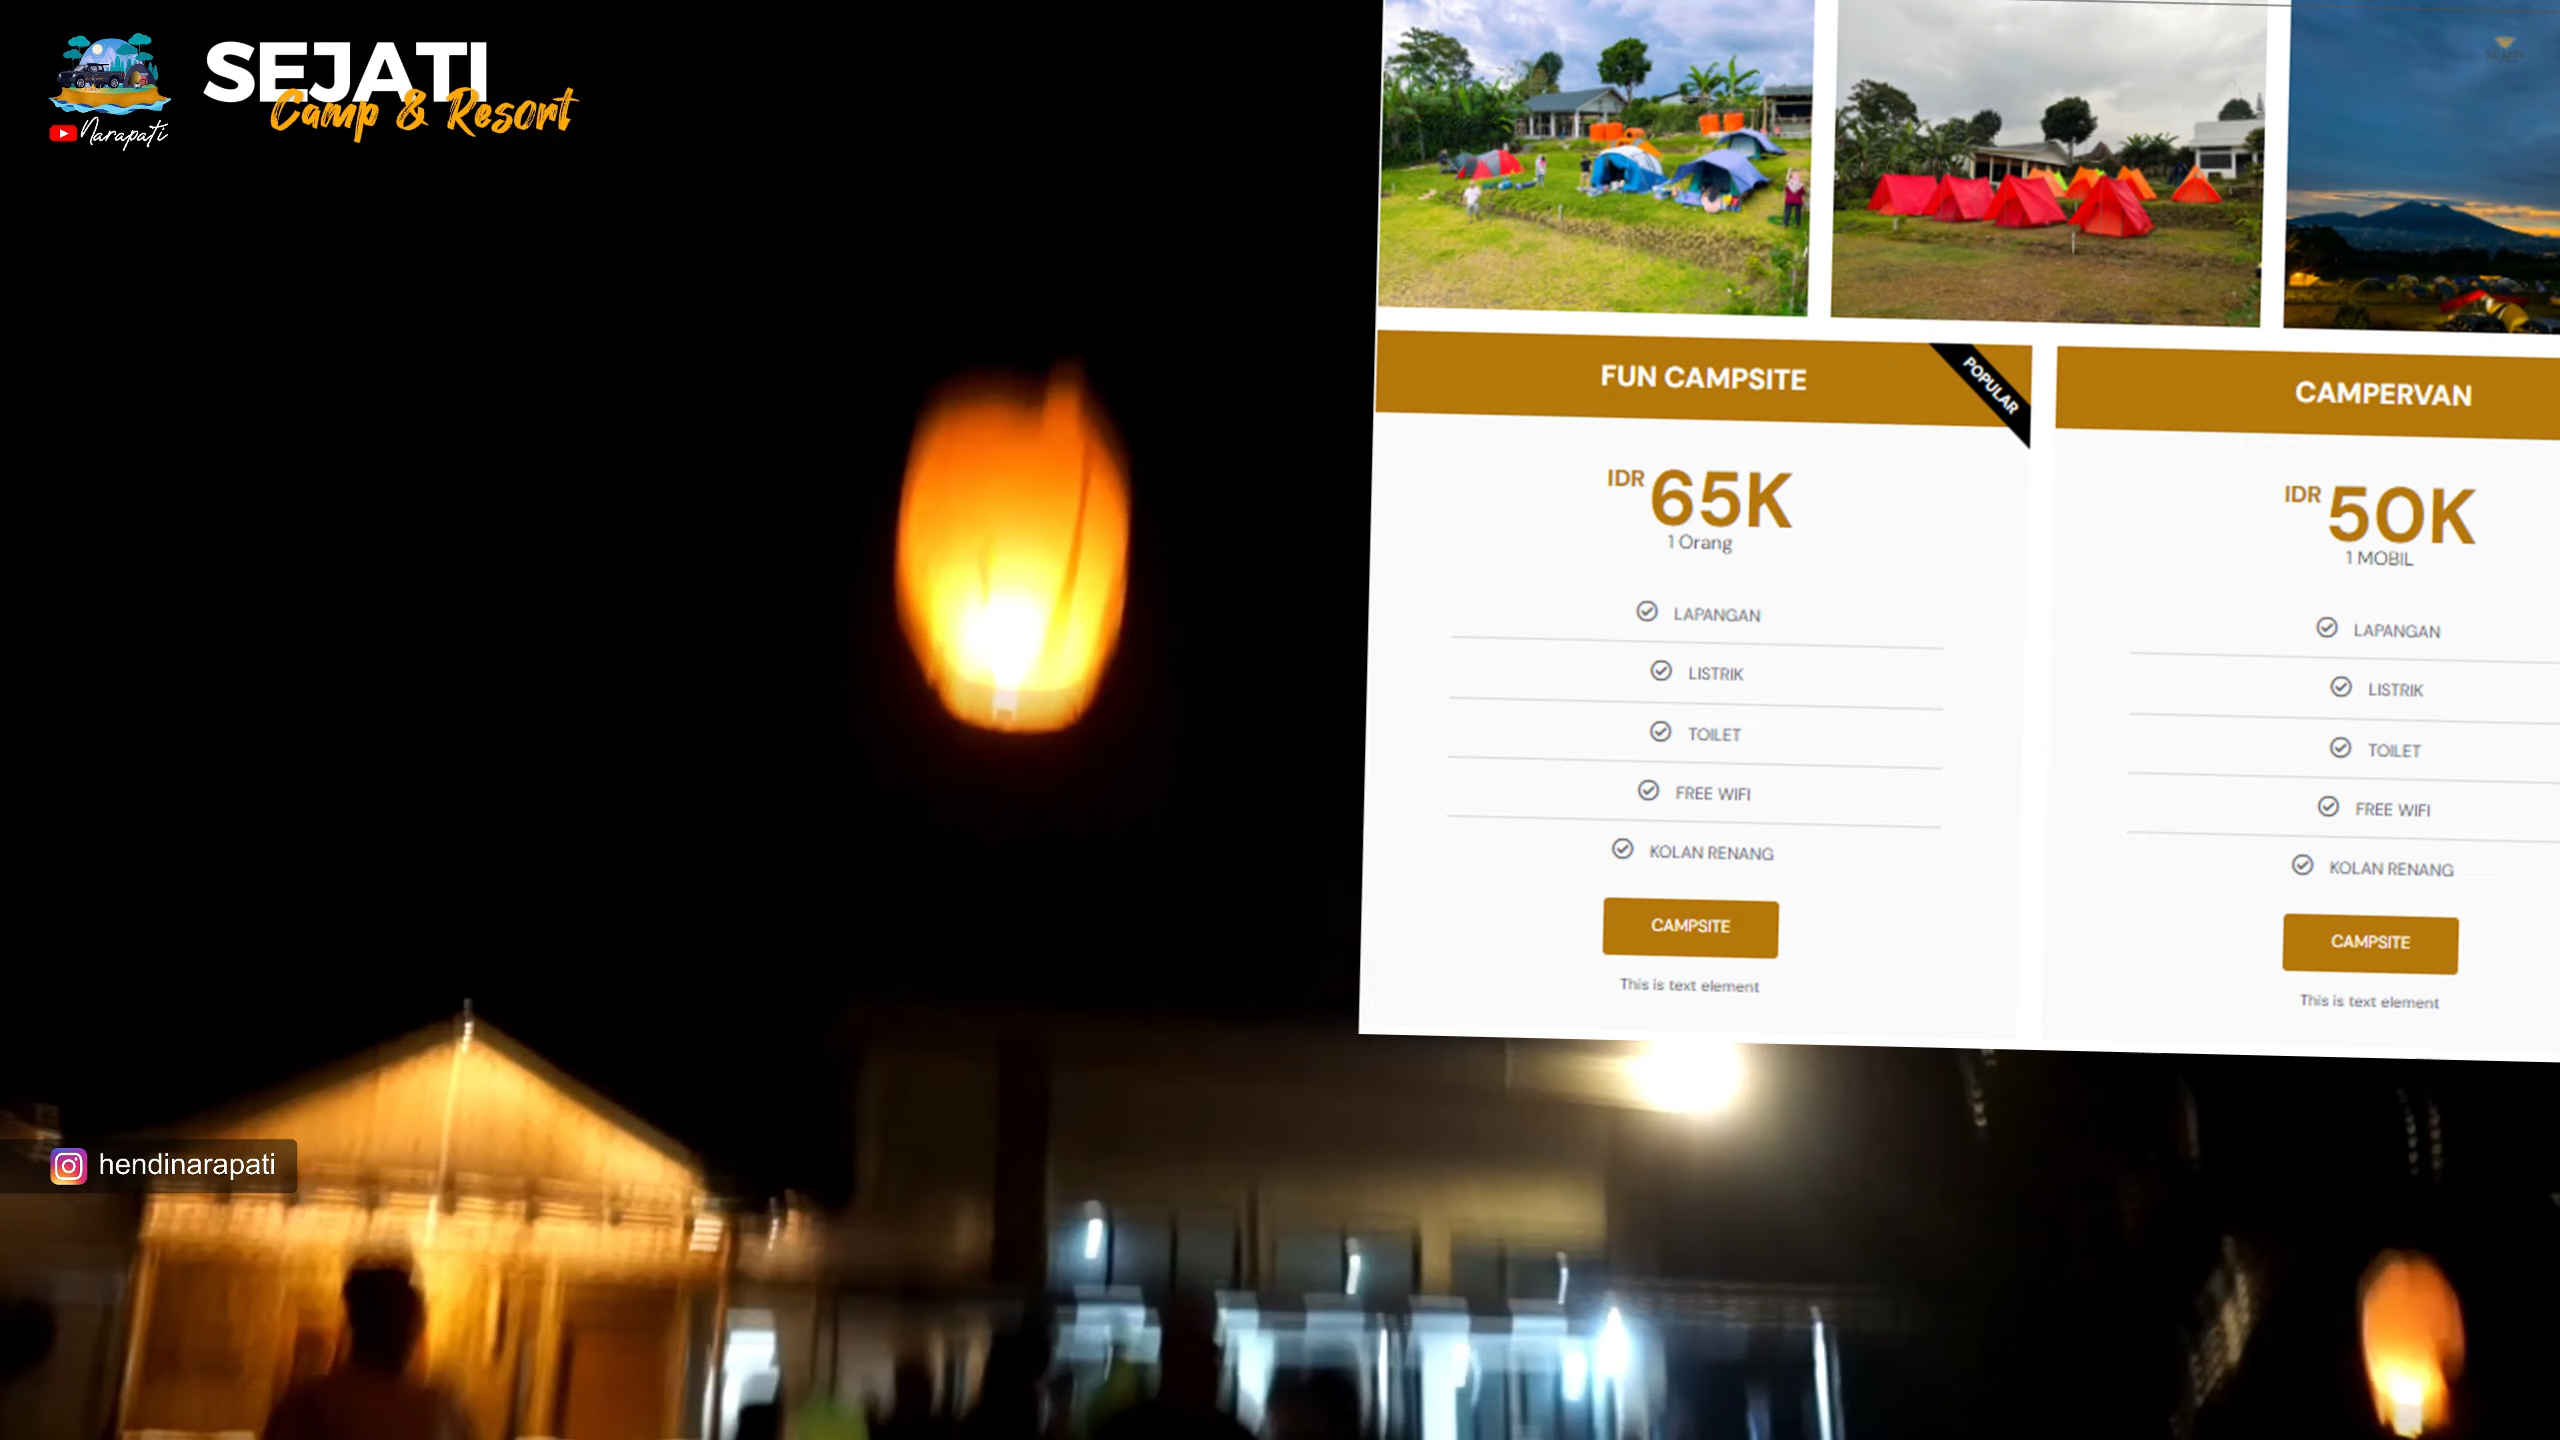 SEJATI
Camp & Resort
Narapati
FUN CAMPSITE
POPULAR
IDR 65K
1 Orang
LAPANGAN
LISTRIK
TOILET
FREE WIFI
KOLAN RENANG
CAMPSITE
This is text element
CAMPERVAN
IDR 50K
1 MOBIL
LAPANGAN
LISTRIK
TOILET
FREE WIFI
KOLAN RENANG
CAMPSITE
This is text element
hendinarapati